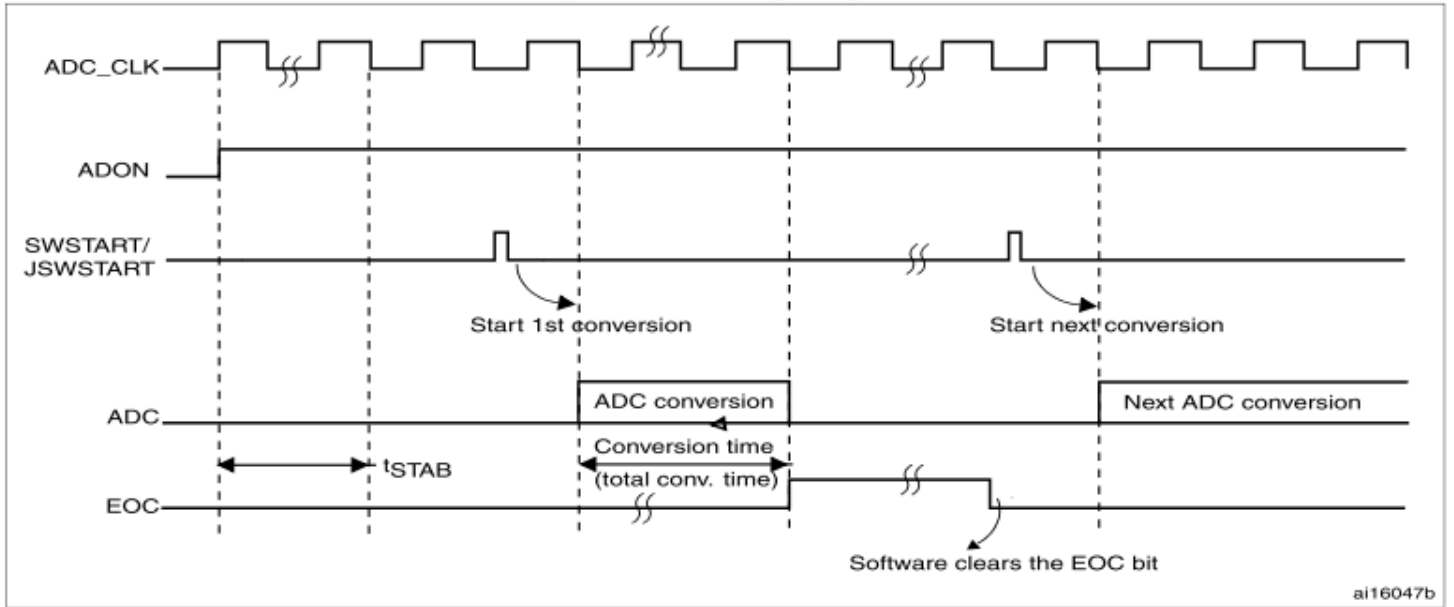 ADC_CLK
ADON
SWSTART/
JSWSTART
Start 1st conversion
Start next conversion
ADC
ADC conversion
Next ADC conversion
Conversion time
(total conv. time)
tSTAB
EOC
Software clears the EOC bit
ai16047b